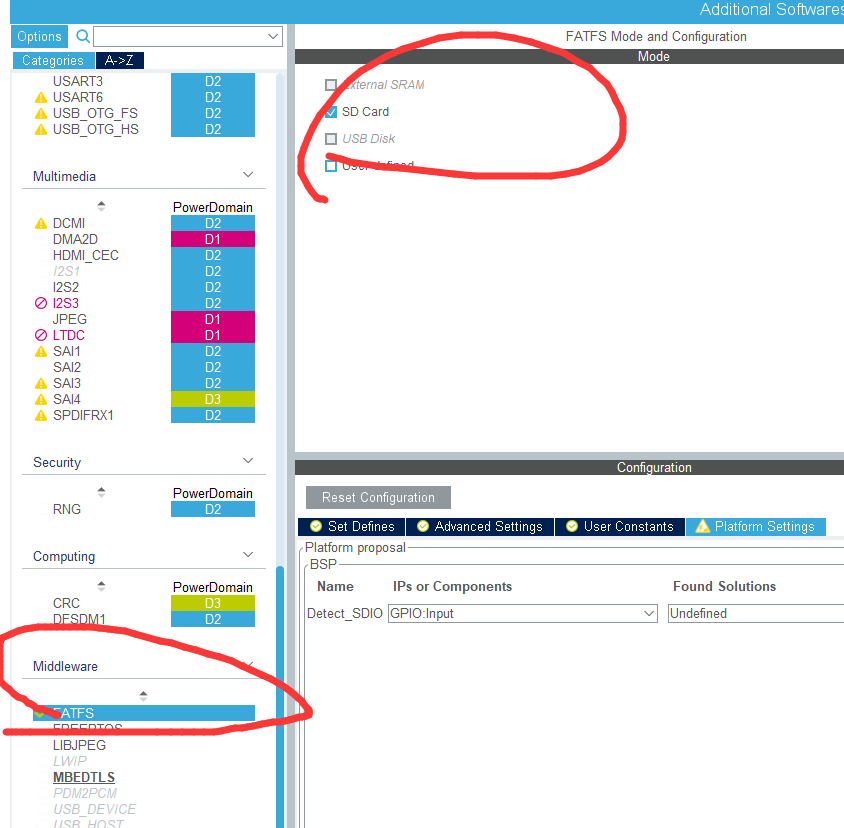 Additional Softwares
Options
Categories
A->Z
USART3 D2
USART6 D2
USB_OTG_FS D2
USB_OTG_HS D2
Multimedia
PowerDomain
DCMI D2
DMA2D D1
HDMI_CEC D2
I2S1 D2
I2S2 D2
I2S3 D2
JPEG D1
LTDC D1
SAI1 D2
SAI2 D2
SAI3 D2
SAI4 D3
SPDIFRX1 D2
Security
PowerDomain
RNG D2
Computing
PowerDomain
CRC D3
DFSDM1 D2
Middleware
FATFS
FREERTOS
LIBJPEG
LWIP
MBEDTLS
PDM2PCM
USB_DEVICE
USB_HOST
FATFS Mode and Configuration
Mode
External SRAM
SD Card
USB Disk
User-defined
Configuration
Reset Configuration
Set Defines
Advanced Settings
User Constants
Platform Settings
Platform proposal
BSP
Name IPs or Components Found Solutions
Detect_SDIO GPIO:Input Undefined